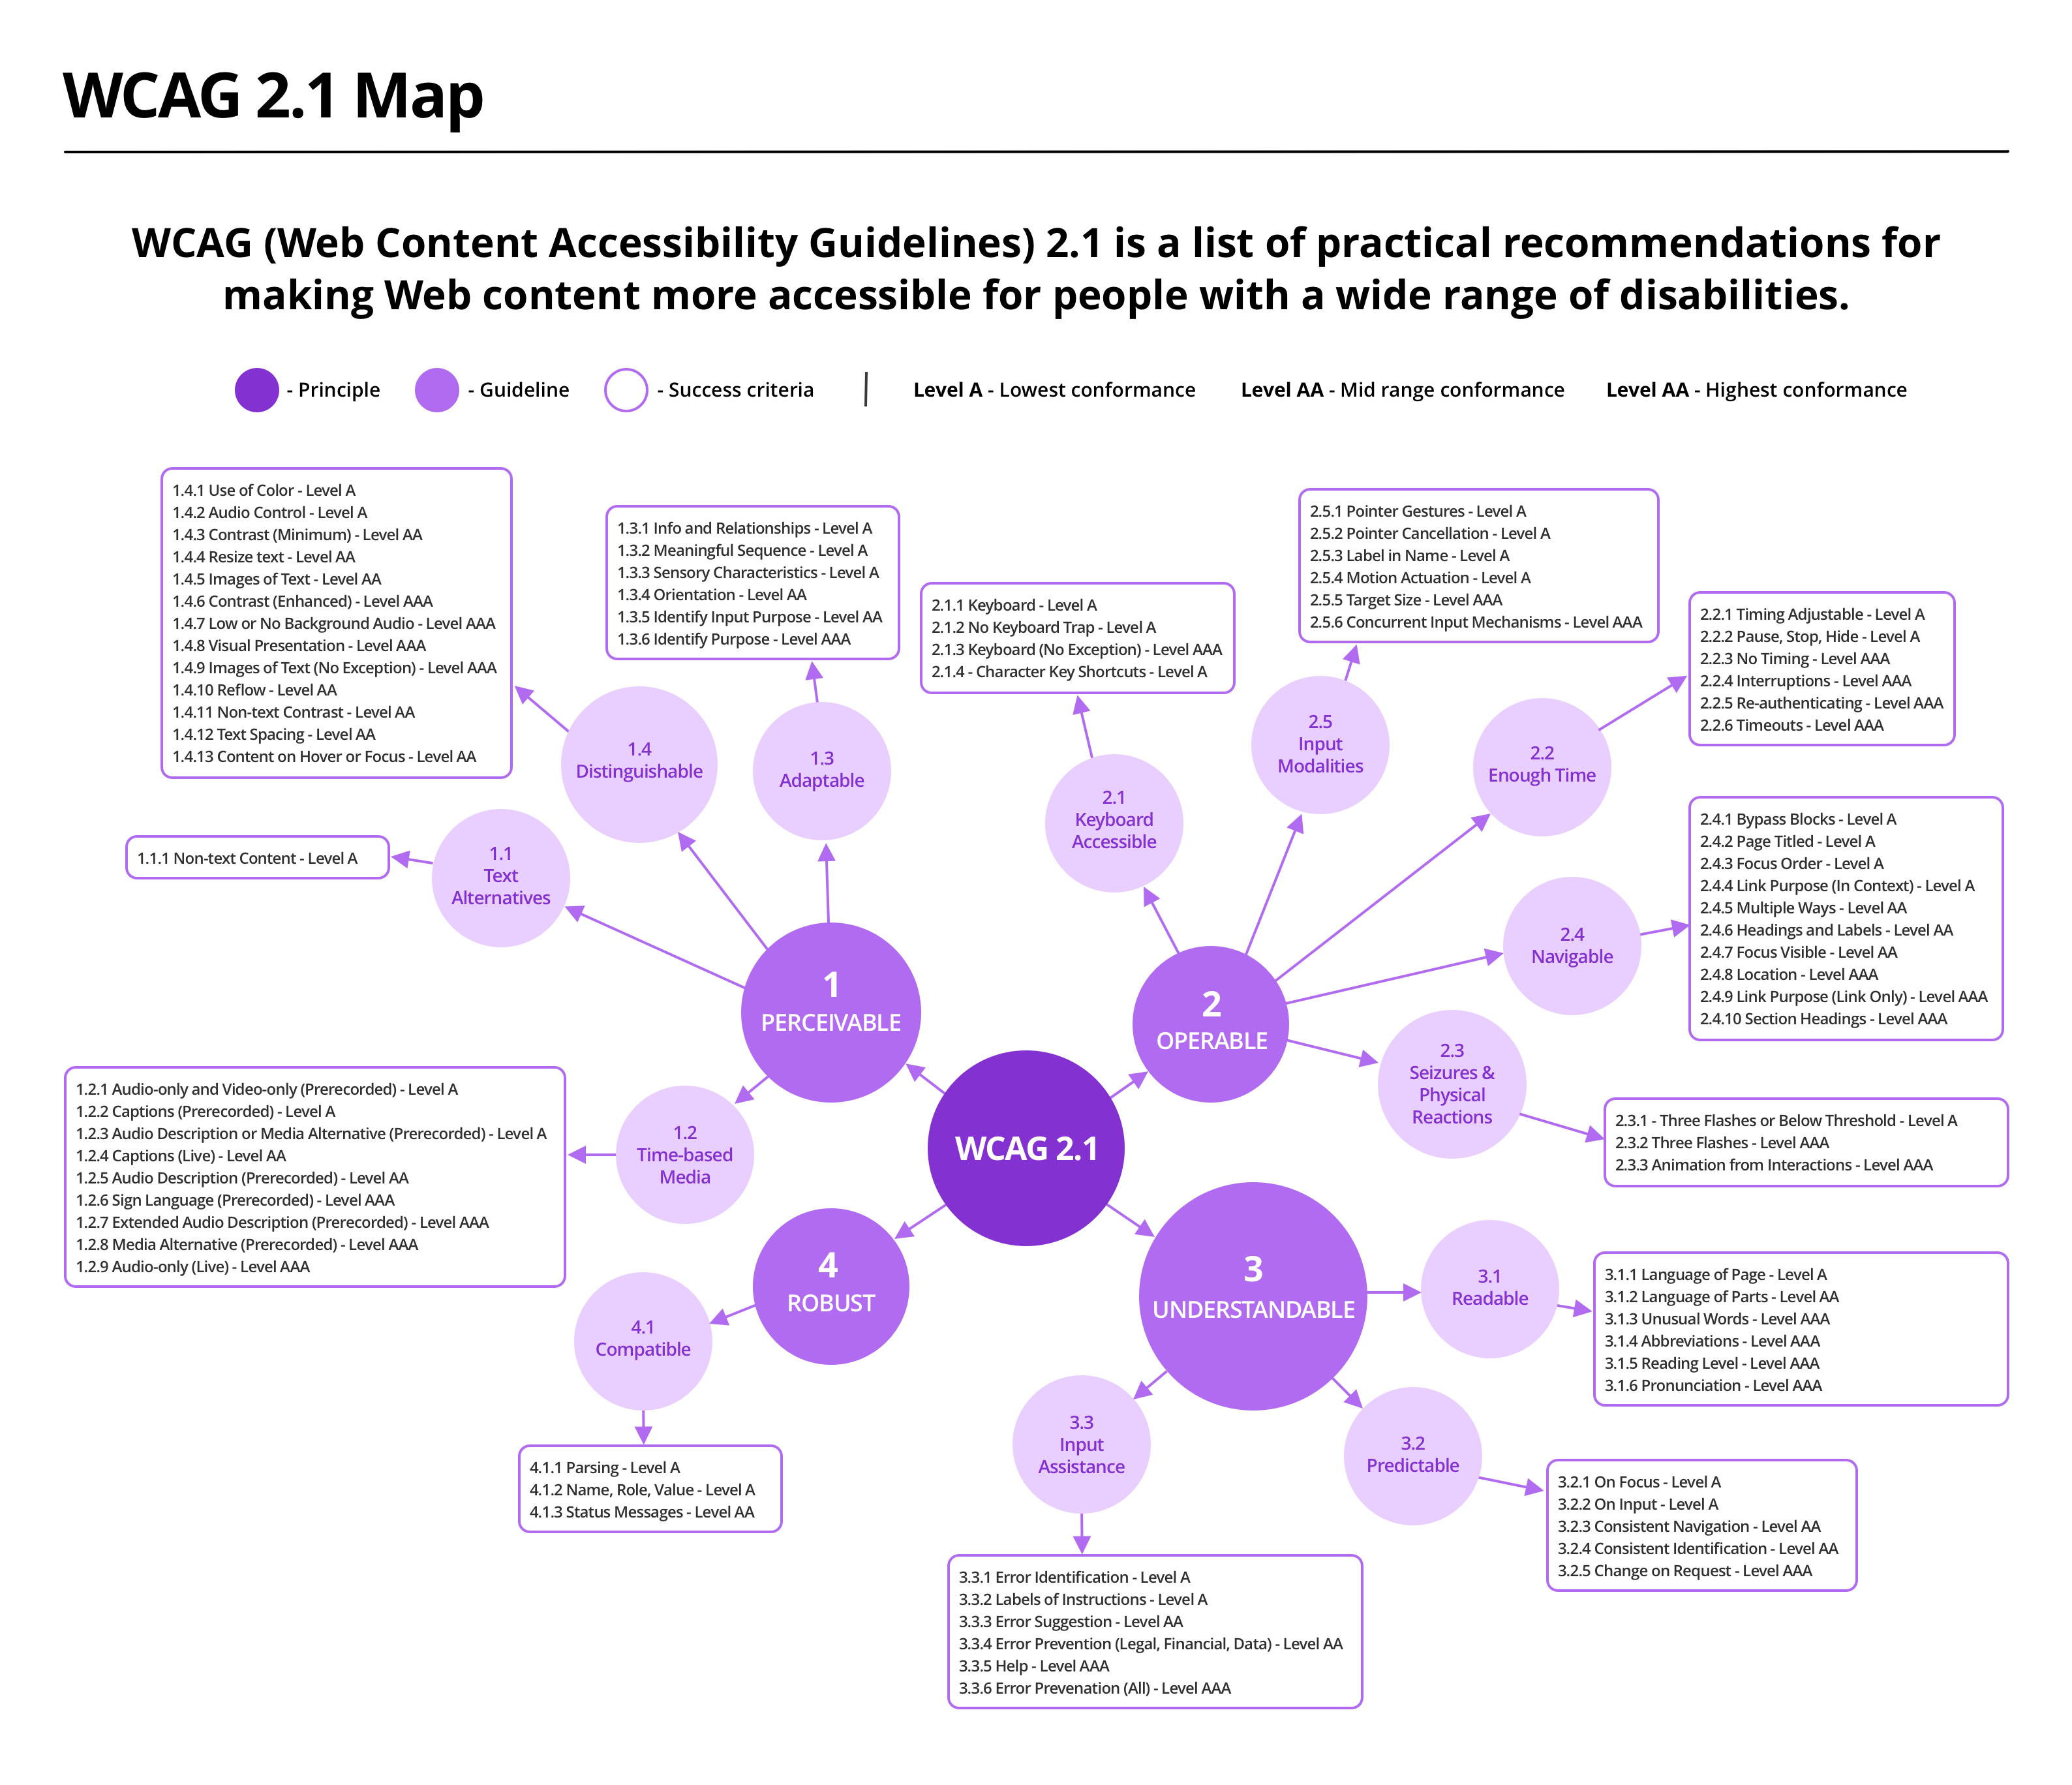 WCAG 2.1 Map
WCAG (Web Content Accessibility Guidelines) 2.1 is a list of practical recommendations for
making Web content more accessible for people with a wide range of disabilities.
- Principle
- Guideline
- Success criteria
Level A - Lowest conformance
Level AA - Mid range conformance
Level AA - Highest conformance
1.4.1 Use of Color - Level A
1.4.2 Audio Control - Level A
1.4.3 Contrast (Minimum) - Level AA
1.4.4 Resize text - Level AA
1.4.5 Images of Text - Level AA
1.4.6 Contrast (Enhanced) - Level AAA
1.4.7 Low or No Background Audio - Level AAA
1.4.8 Visual Presentation - Level AAA
1.4.9 Images of Text (No Exception) - Level AAA
1.4.10 Reflow - Level AA
1.4.11 Non-text Contrast - Level AA
1.4.12 Text Spacing - Level AA
1.4.13 Content on Hover or Focus - Level AA
1.3.1 Info and Relationships - Level A
1.3.2 Meaningful Sequence - Level A
1.3.3 Sensory Characteristics - Level A
1.3.4 Orientation - Level AA
1.3.5 Identify Input Purpose - Level AA
1.3.6 Identify Purpose - Level AAA
2.1.1 Keyboard - Level A
2.1.2 No Keyboard Trap - Level A
2.1.3 Keyboard (No Exception) - Level AAA
2.1.4 - Character Key Shortcuts - Level A
2.5.1 Pointer Gestures - Level A
2.5.2 Pointer Cancellation - Level A
2.5.3 Label in Name - Level A
2.5.4 Motion Actuation - Level A
2.5.5 Target Size - Level AAA
2.5.6 Concurrent Input Mechanisms - Level AAA
2.2.1 Timing Adjustable - Level A
2.2.2 Pause, Stop, Hide - Level A
2.2.3 No Timing - Level AAA
2.2.4 Interruptions - Level AAA
2.2.5 Re-authenticating - Level AAA
2.2.6 Timeouts - Level AAA
1.4
Distinguishable
1.3
Adaptable
2.1
Keyboard
Accessible
2.5
Input
Modalities
2.2
Enough Time
1.1.1 Non-text Content - Level A
1.1
Text
Alternatives
2.4
Navigable
2.4.1 Bypass Blocks - Level A
2.4.2 Page Titled - Level A
2.4.3 Focus Order - Level A
2.4.4 Link Purpose (In Context) - Level A
2.4.5 Multiple Ways - Level AA
2.4.6 Headings and Labels - Level AA
2.4.7 Focus Visible - Level AA
2.4.8 Location - Level AAA
2.4.9 Link Purpose (Link Only) - Level AAA
2.4.10 Section Headings - Level AAA
1
PERCEIVABLE
2
OPERABLE
2.3
Seizures &
Physical
Reactions
2.3.1 - Three Flashes or Below Threshold - Level A
2.3.2 Three Flashes - Level AAA
2.3.3 Animation from Interactions - Level AAA
1.2.1 Audio-only and Video-only (Prerecorded) - Level A
1.2.2 Captions (Prerecorded) - Level A
1.2.3 Audio Description or Media Alternative (Prerecorded) - Level A
1.2.4 Captions (Live) - Level AA
1.2.5 Audio Description (Prerecorded) - Level AA
1.2.6 Sign Language (Prerecorded) - Level AAA
1.2.7 Extended Audio Description (Prerecorded) - Level AAA
1.2.8 Media Alternative (Prerecorded) - Level AAA
1.2.9 Audio-only (Live) - Level AAA
1.2
Time-based
Media
WCAG 2.1
4
ROBUST
3
UNDERSTANDABLE
3.1
Readable
3.1.1 Language of Page - Level A
3.1.2 Language of Parts - Level AA
3.1.3 Unusual Words - Level AAA
3.1.4 Abbreviations - Level AAA
3.1.5 Reading Level - Level AAA
3.1.6 Pronunciation - Level AAA
4.1
Compatible
3.3
Input
Assistance
3.2
Predictable
4.1.1 Parsing - Level A
4.1.2 Name, Role, Value - Level A
4.1.3 Status Messages - Level AA
3.2.1 On Focus - Level A
3.2.2 On Input - Level A
3.2.3 Consistent Navigation - Level AA
3.2.4 Consistent Identification - Level AA
3.2.5 Change on Request - Level AAA
3.3.1 Error Identification - Level A
3.3.2 Labels of Instructions - Level A
3.3.3 Error Suggestion - Level AA
3.3.4 Error Prevention (Legal, Financial, Data) - Level AA
3.3.5 Help - Level AAA
3.3.6 Error Prevenation (All) - Level AAA